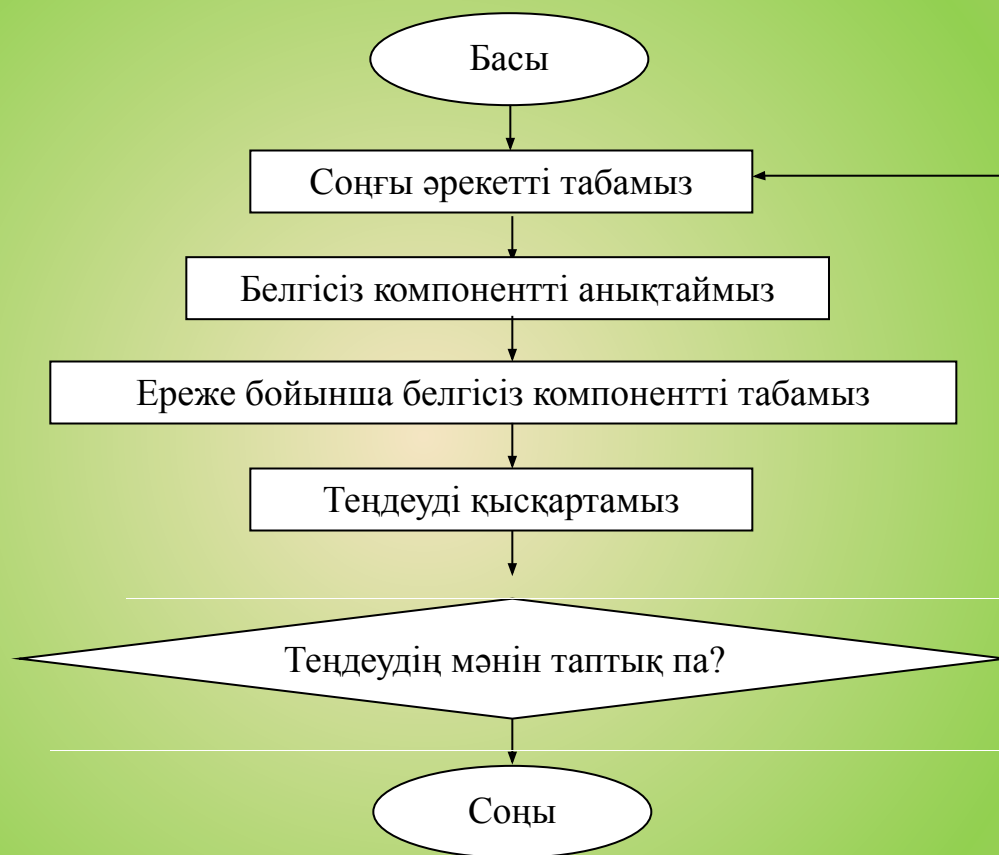 Басы
Соңғы әрекетті табамыз
Белгісіз компонентті анықтаймыз
Ереже бойынша белгісіз компонентті табамыз
Теңдеуді қысқартамыз
Теңдеудің мәнін таптық па?
Соңы